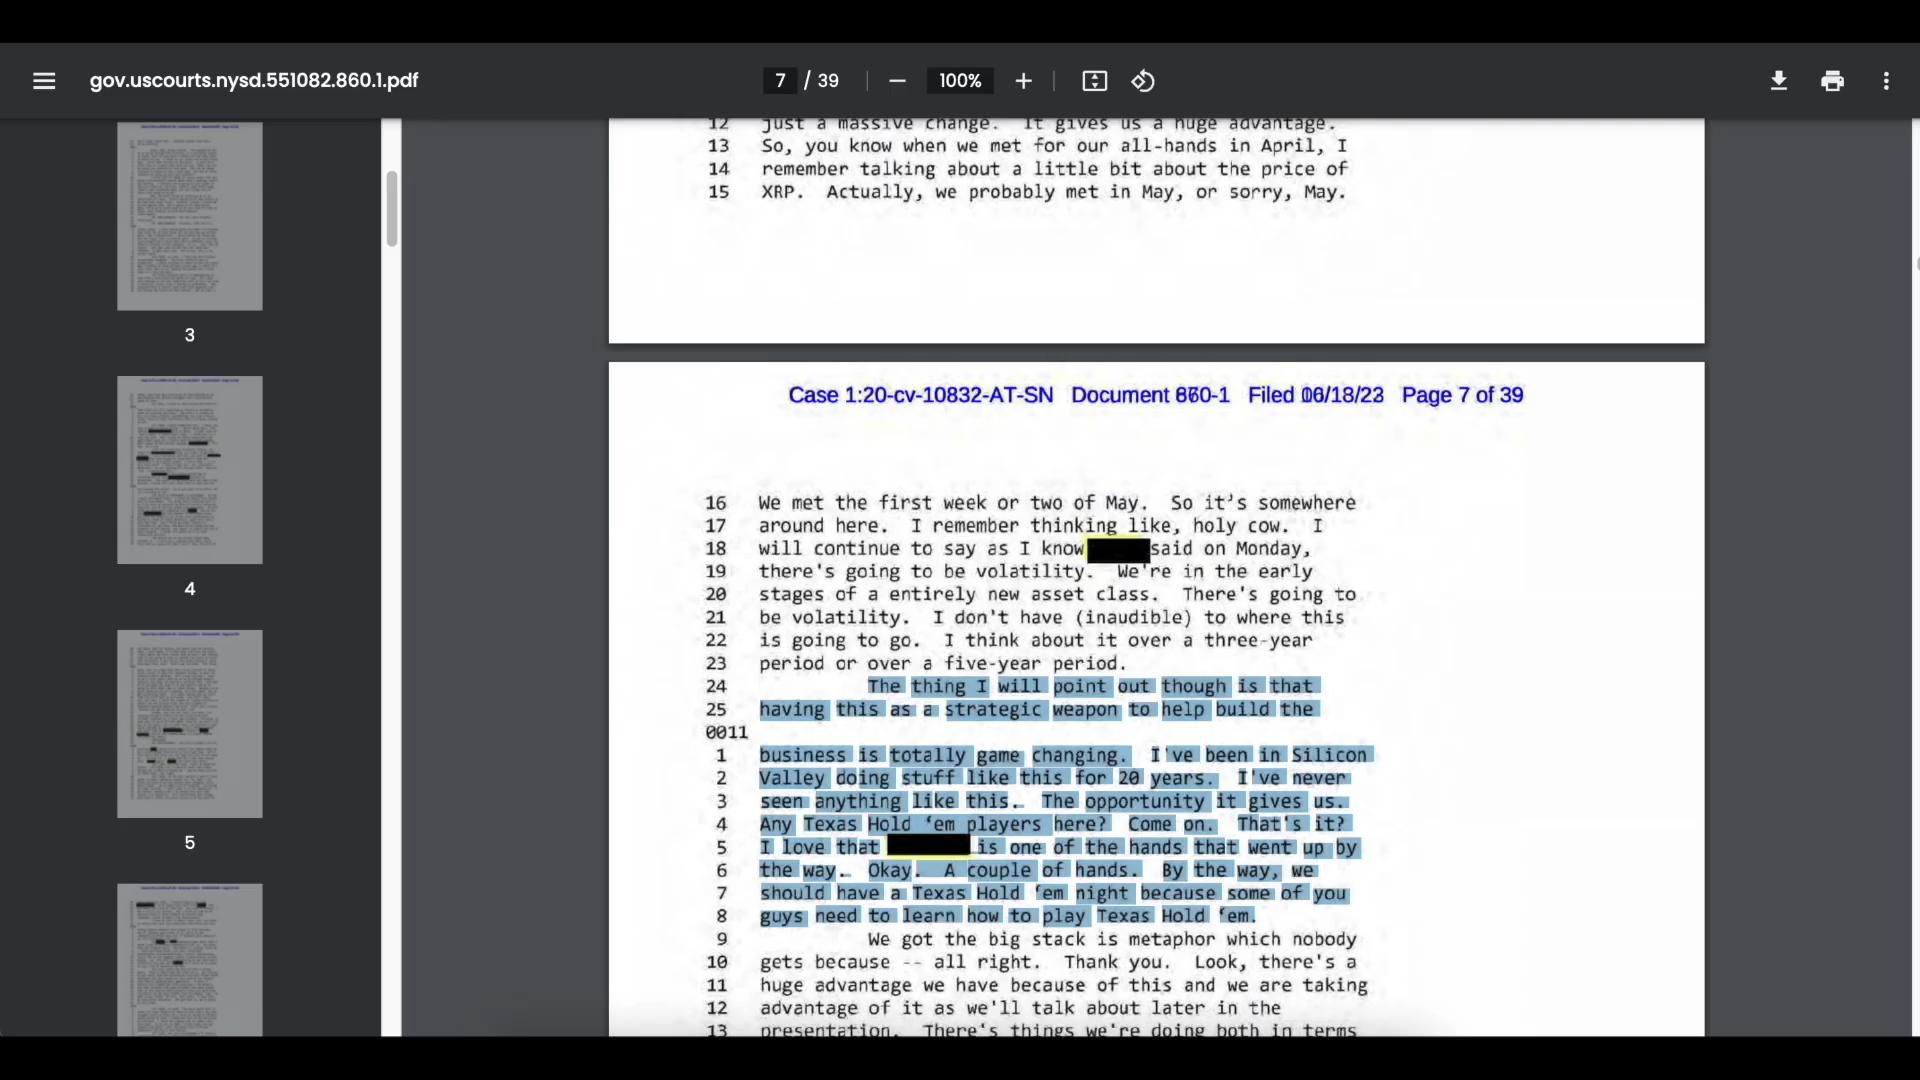 gov.uscourts.nysd.551082.860.1.pdf
7 / 39
100%
3
4
5
12 just a massive change. It gives us a huge advantage.
13 So, you know when we met for our all-hands in April, I
14 remember talking about a little bit about the price of
15 XRP. Actually, we probably met in May, or sorry, May.
Case 1:20-cv-10832-AT-SN Document 860-1 Filed 06/18/23 Page 7 of 39
16 We met the first week or two of May. So it's somewhere
17 around here. I remember thinking like, holy cow. I
18 will continue to say as I know said on Monday,
19 there's going to be volatility. We're in the early
20 stages of a entirely new asset class. There's going to
21 be volatility. I don't have (inaudible) to where this
22 is going to go. I think about it over a three-year
23 period or over a five-year period.
24 The thing I will point out though is that
25 having this as a strategic weapon to help build the
0011
1 business is totally game changing. I've been in Silicon
2 Valley doing stuff like this for 20 years. I've never
3 seen anything like this. The opportunity it gives us.
4 Any Texas Hold ‘em players here? Come on. That's it?
5 I love that is one of the hands that went up by
6 the way. Okay. A couple of hands. By the way, we
7 should have a Texas Hold ‘em night because some of you
8 guys need to learn how to play Texas Hold ‘em.
9 We got the big stack is metaphor which nobody
10 gets because -- all right. Thank you. Look, there's a
11 huge advantage we have because of this and we are taking
12 advantage of it as we'll talk about later in the
13 presentation. There's things we're doing both in terms